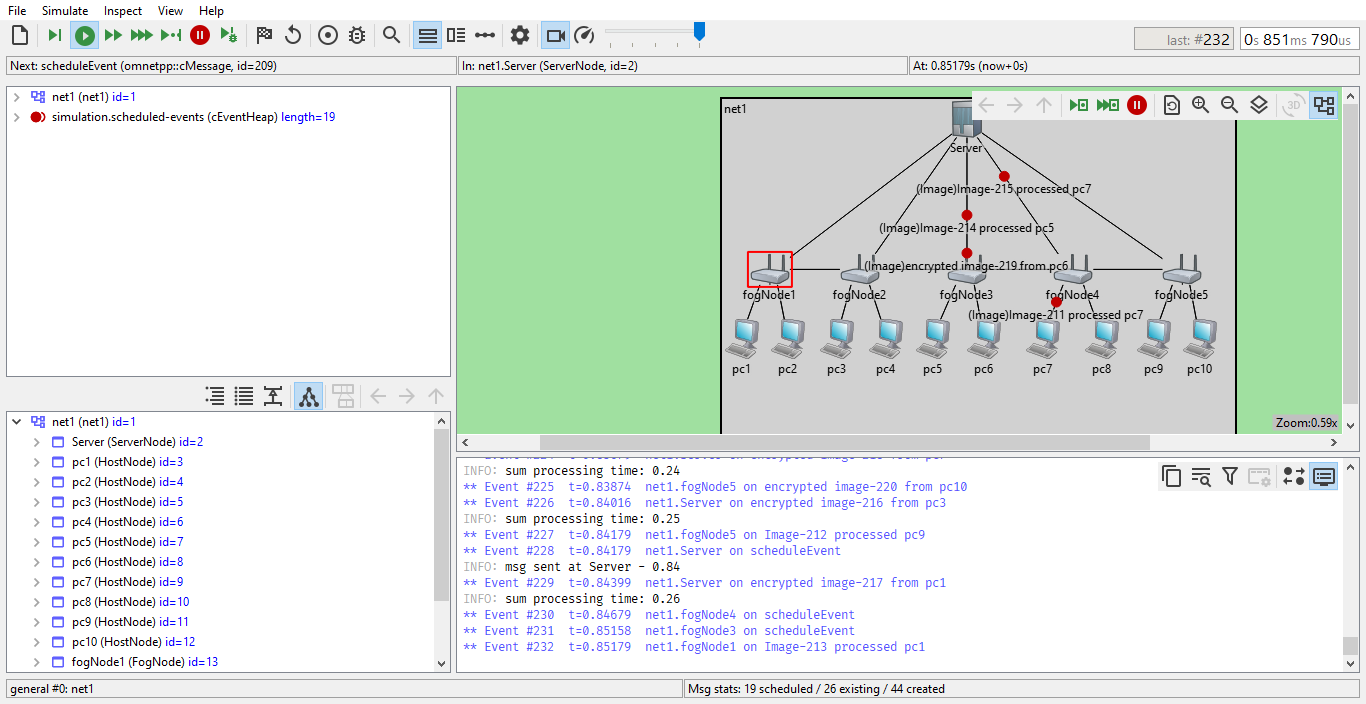 File Simulate Inspect View Help
last: #232 0s 851ms 790us
Next: scheduleEvent (omnetpp::cMessage, id=209) In: net1.Server (ServerNode, id=2) At: 0.85179s (now+0s)
net1 (net1) id=1
simulation.scheduled-events (cEventHeap) length=19
net1 (net1) id=1
Server (ServerNode) id=2
pc1 (HostNode) id=3
pc2 (HostNode) id=4
pc3 (HostNode) id=5
pc4 (HostNode) id=6
pc5 (HostNode) id=7
pc6 (HostNode) id=8
pc7 (HostNode) id=9
pc8 (HostNode) id=10
pc9 (HostNode) id=11
pc10 (HostNode) id=12
fogNode1 (FogNode) id=13
net1
3D
Server
(Image)Image-215 processed pc7
(Image)Image-214 processed pc5
(Image)encrypted image-219 from pc6
fogNode1 fogNode2 fogNode3 fogNode4 fogNode5
(Image)Image-211 processed pc7
pc1 pc2 pc3 pc4 pc5 pc6 pc7 pc8 pc9 pc10
Zoom:0.59x
INFO: sum processing time: 0.24
** Event #225 t=0.83874 net1.fogNode5 on encrypted image-220 from pc10
** Event #226 t=0.84016 net1.Server on encrypted image-216 from pc3
INFO: sum processing time: 0.25
** Event #227 t=0.84179 net1.fogNode5 on Image-212 processed pc9
** Event #228 t=0.84179 net1.Server on scheduleEvent
INFO: msg sent at Server - 0.84
** Event #229 t=0.84399 net1.Server on encrypted image-217 from pc1
INFO: sum processing time: 0.26
** Event #230 t=0.84679 net1.fogNode4 on scheduleEvent
** Event #231 t=0.85158 net1.fogNode3 on scheduleEvent
** Event #232 t=0.85179 net1.fogNode1 on Image-213 processed pc1
general #0: net1 Msg stats: 19 scheduled / 26 existing / 44 created